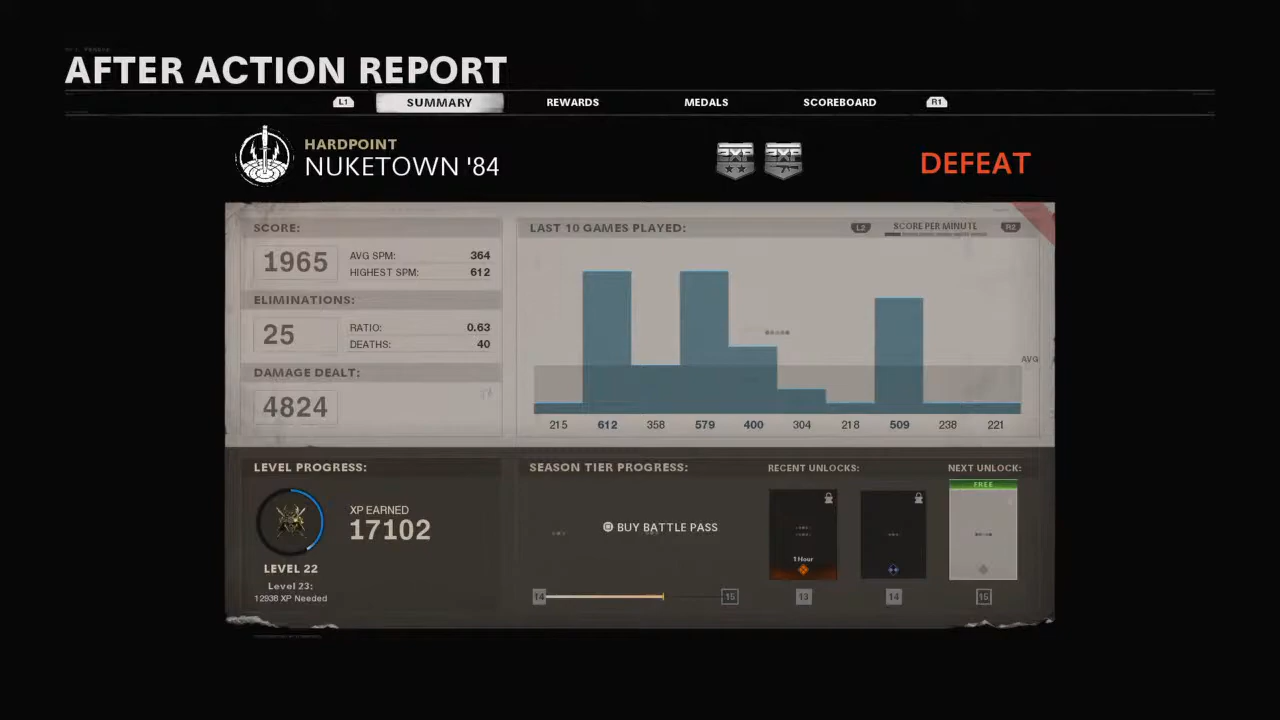 AFTER ACTION REPORT
L1 SUMMARY REWARDS MEDALS SCOREBOARD R1
HARDPOINT
NUKETOWN '84
2XP 2XP
DEFEAT
SCORE:
1965
AVG SPM: 364
HIGHEST SPM: 612
ELIMINATIONS:
25
RATIO: 0.63
DEATHS: 40
DAMAGE DEALT:
4824
LAST 10 GAMES PLAYED:
L2 SCORE PER MINUTE R2
AVG
215 612 358 579 400 304 218 509 238 221
LEVEL PROGRESS:
XP EARNED
17102
LEVEL 22
Level 23:
12938 XP Needed
SEASON TIER PROGRESS:
BUY BATTLE PASS
14 15
RECENT UNLOCKS:
1 Hour
13 14
NEXT UNLOCK:
FREE
15